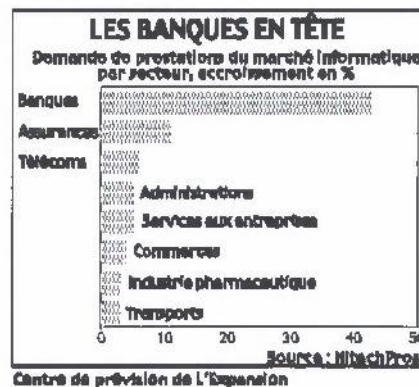 LES BANQUES EN TÊTE
Demande de prestations du marché informatique
par secteur, accroissement en %
Banques
Assurances
Télécoms
Administrations
Services aux entreprises
Commerces
Industrie pharmaceutique
Transports
0 10 20 30 40 50
Source : HitechPros
Centre de prévision de L'Expansion